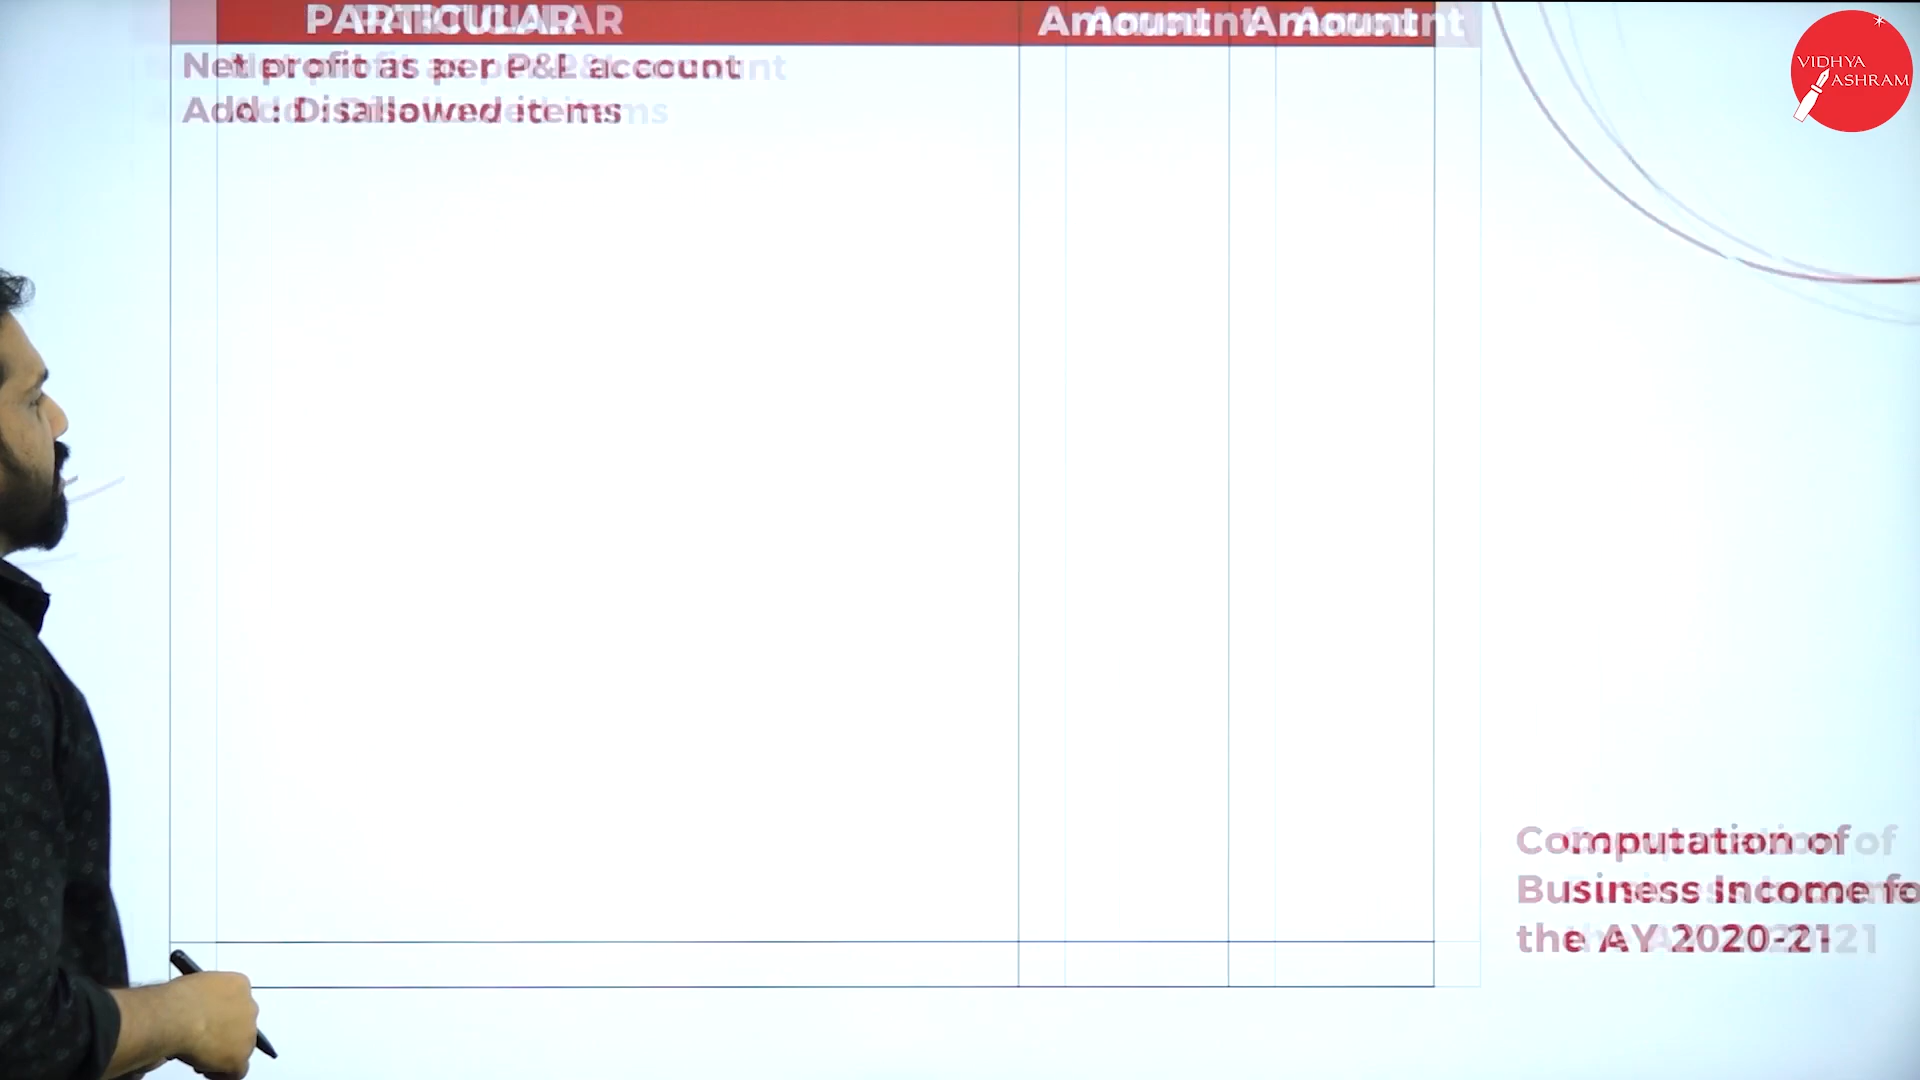 PARTICULAR Amount Amount
Net profit as per P&L account
Add : Disallowed items
VIDHYA
ASHRAM
Computation of
Business Income fo
the AY 2020-21